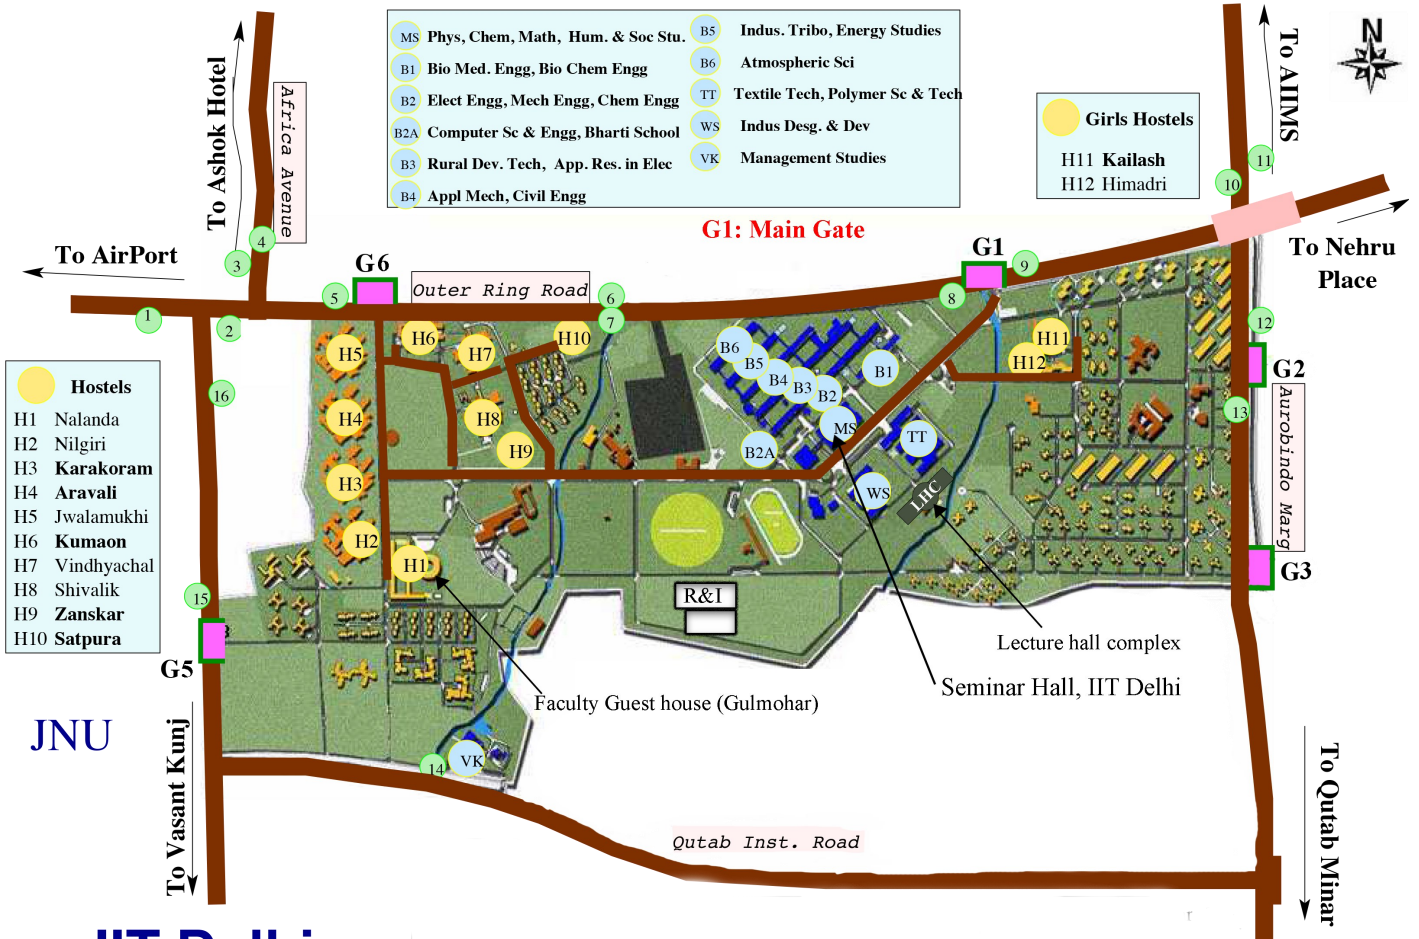 MS Phys, Chem, Math, Hum. & Soc Stu.
B1 Bio Med. Engg, Bio Chem Engg
B2 Elect Engg, Mech Engg, Chem Engg
B2A Computer Sc & Engg, Bharti School
B3 Rural Dev. Tech, App. Res. in Elec
B4 Appl Mech, Civil Engg
B5 Indus. Tribo, Energy Studies
B6 Atmospheric Sci
TT Textile Tech, Polymer Sc & Tech
WS Indus Desg. & Dev
VK Management Studies
N
To AIIMS
Girls Hostels
H11 Kailash
H12 Himadri
To Ashok Hotel
Africa Avenue
G1: Main Gate
To AirPort
To Nehru
Place
G6
G1
Outer Ring Road
1
2
3
4
5
6
7
8
9
10
11
12
13
14
15
16
G2
Aurobindo Marg
G3
Hostels
H1 Nalanda
H2 Nilgiri
H3 Karakoram
H4 Aravali
H5 Jwalamukhi
H6 Kumaon
H7 Vindhyachal
H8 Shivalik
H9 Zanskar
H10 Satpura
H5
H6
H7
H10
H4
H8
H9
H3
H2
H1
B6
B5
B4
B3
B2
B1
MS
B2A
TT
WS
LHC
H11
H12
R&I
Lecture hall complex
Seminar Hall, IIT Delhi
Faculty Guest house (Gulmohar)
G5
JNU
To Vasant Kunj
VK
Qutab Inst. Road
To Qutab Minar
IIT Delhi